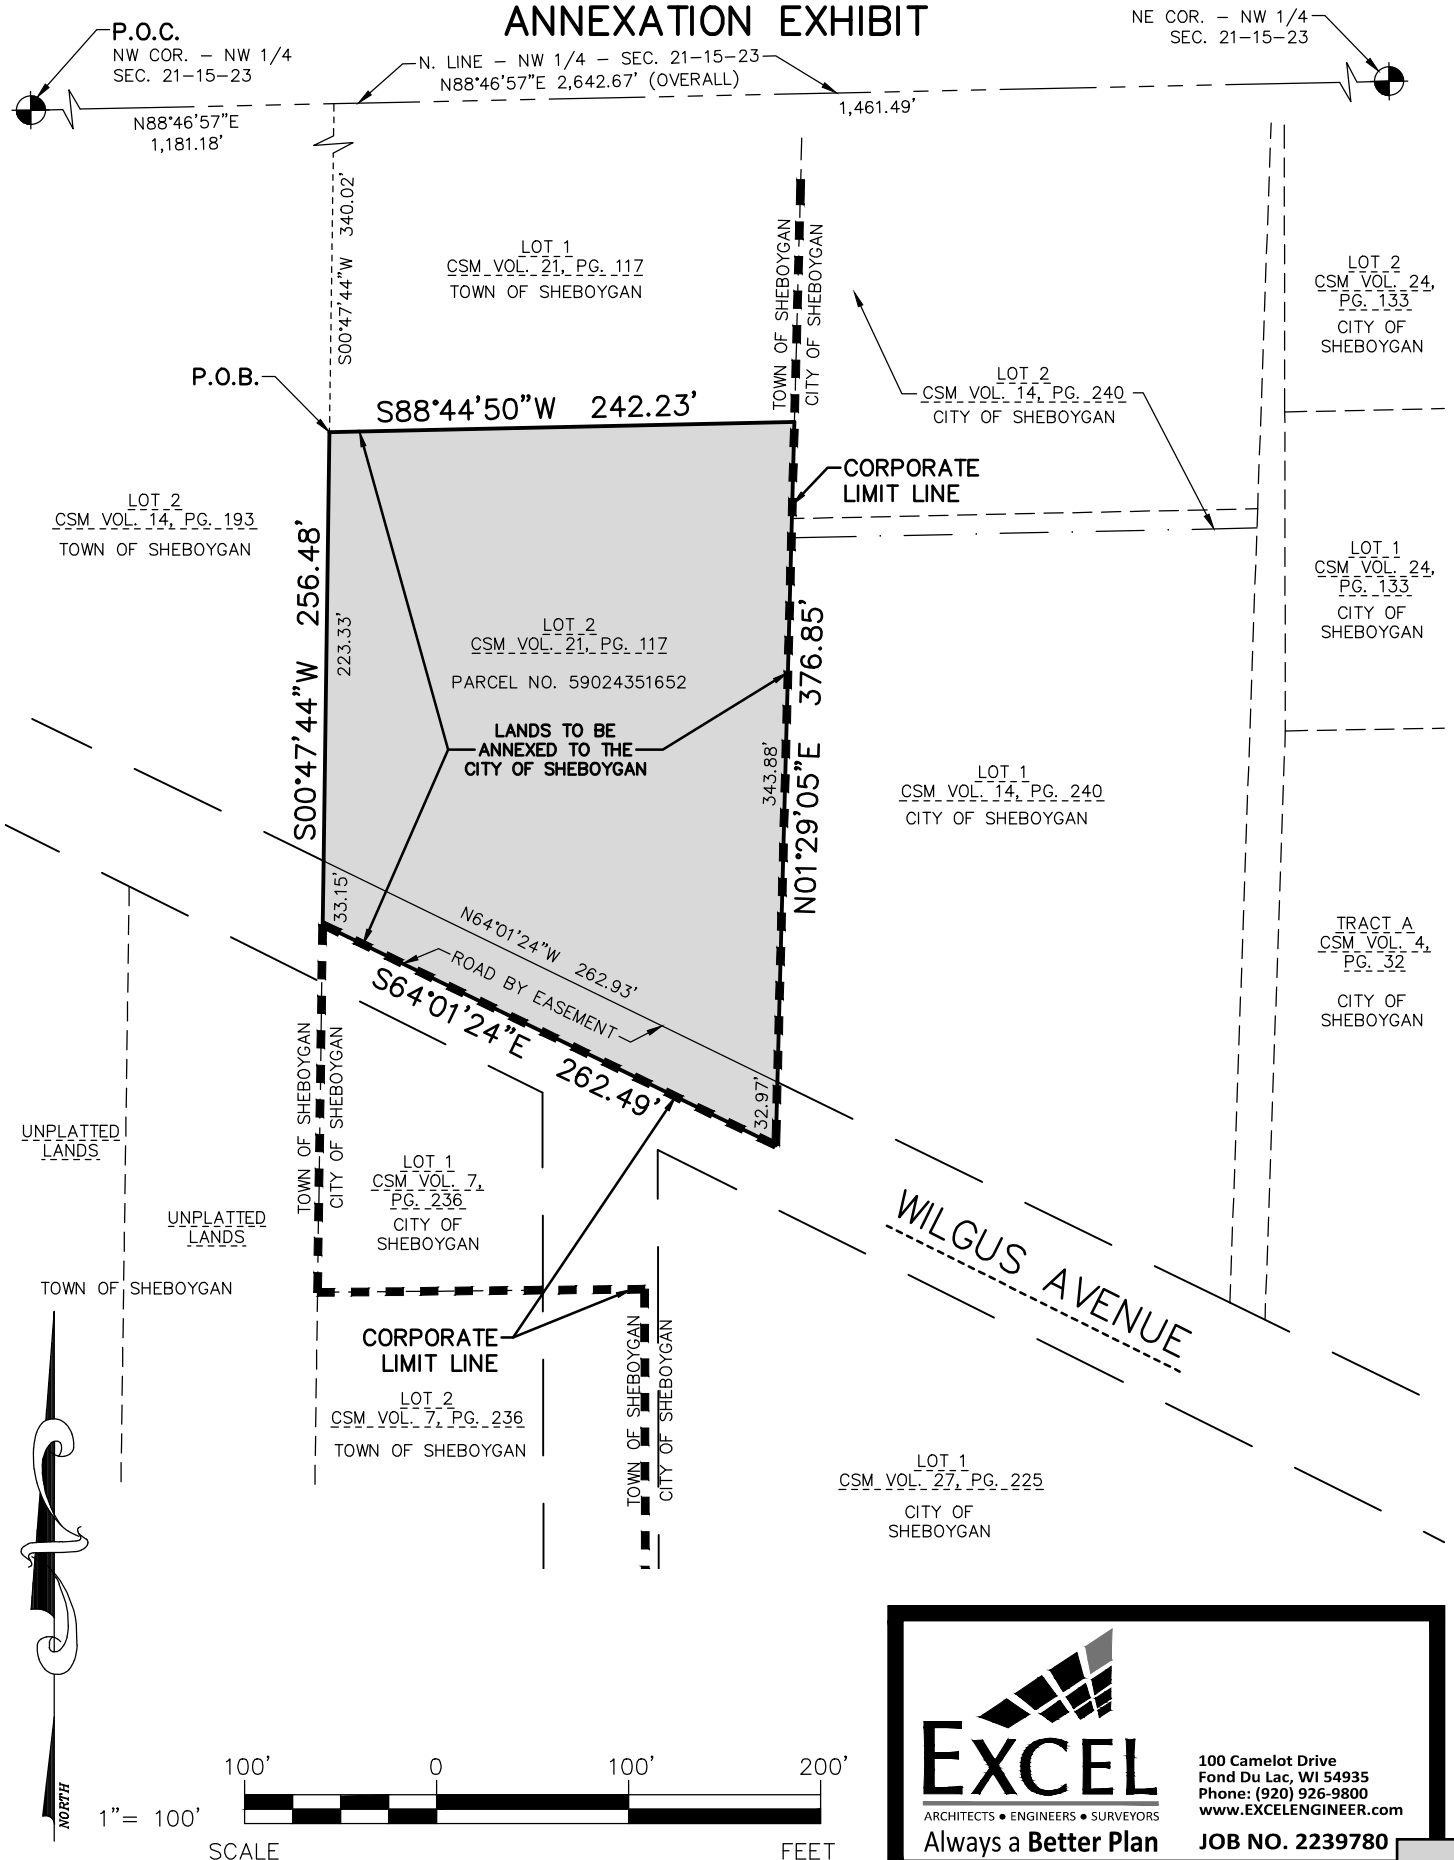 ANNEXATION EXHIBIT
P.O.C.
NW COR. - NW 1/4
SEC. 21-15-23
N. LINE - NW 1/4 - SEC. 21-15-23
N88°46'57"E 2,642.67' (OVERALL)
NE COR. - NW 1/4
SEC. 21-15-23
N88°46'57"E
1,181.18'
1,461.49'
S00°47'44"W 340.02'
LOT 1
CSM VOL. 21, PG. 117
TOWN OF SHEBOYGAN
TOWN OF SHEBOYGAN
CITY OF SHEBOYGAN
LOT 2
CSM VOL. 24,
PG. 133
CITY OF
SHEBOYGAN
P.O.B.
S88°44'50"W 242.23'
LOT 2
CSM VOL. 14, PG. 240
CITY OF SHEBOYGAN
CORPORATE
LIMIT LINE
LOT 2
CSM VOL. 14, PG. 193
TOWN OF SHEBOYGAN
S00°47'44"W 256.48'
223.33'
LOT 2
CSM VOL. 21, PG. 117
PARCEL NO. 59024351652
LANDS TO BE
ANNEXED TO THE
CITY OF SHEBOYGAN
343.88'
N01°29'05"E 376.85'
LOT 1
CSM VOL. 24,
PG. 133
CITY OF
SHEBOYGAN
LOT 1
CSM VOL. 14, PG. 240
CITY OF SHEBOYGAN
33.15'
N64°01'24"W 262.93'
ROAD BY EASEMENT
S64°01'24"E 262.49'
32.97'
TRACT A
CSM VOL. 4,
PG. 32
CITY OF
SHEBOYGAN
TOWN OF SHEBOYGAN
CITY OF SHEBOYGAN
UNPLATTED
LANDS
UNPLATTED
LANDS
TOWN OF SHEBOYGAN
LOT 1
CSM VOL. 7,
PG. 236
CITY OF
SHEBOYGAN
WILGUS AVENUE
CORPORATE
LIMIT LINE
LOT 2
CSM VOL. 7, PG. 236
TOWN OF SHEBOYGAN
TOWN OF SHEBOYGAN
CITY OF SHEBOYGAN
LOT 1
CSM VOL. 27, PG. 225
CITY OF
SHEBOYGAN
NORTH
1"= 100'
100' 0 100' 200'
SCALE FEET
EXCEL
ARCHITECTS • ENGINEERS • SURVEYORS
Always a Better Plan
100 Camelot Drive
Fond Du Lac, WI 54935
Phone: (920) 926-9800
www.EXCELENGINEER.com
JOB NO. 2239780